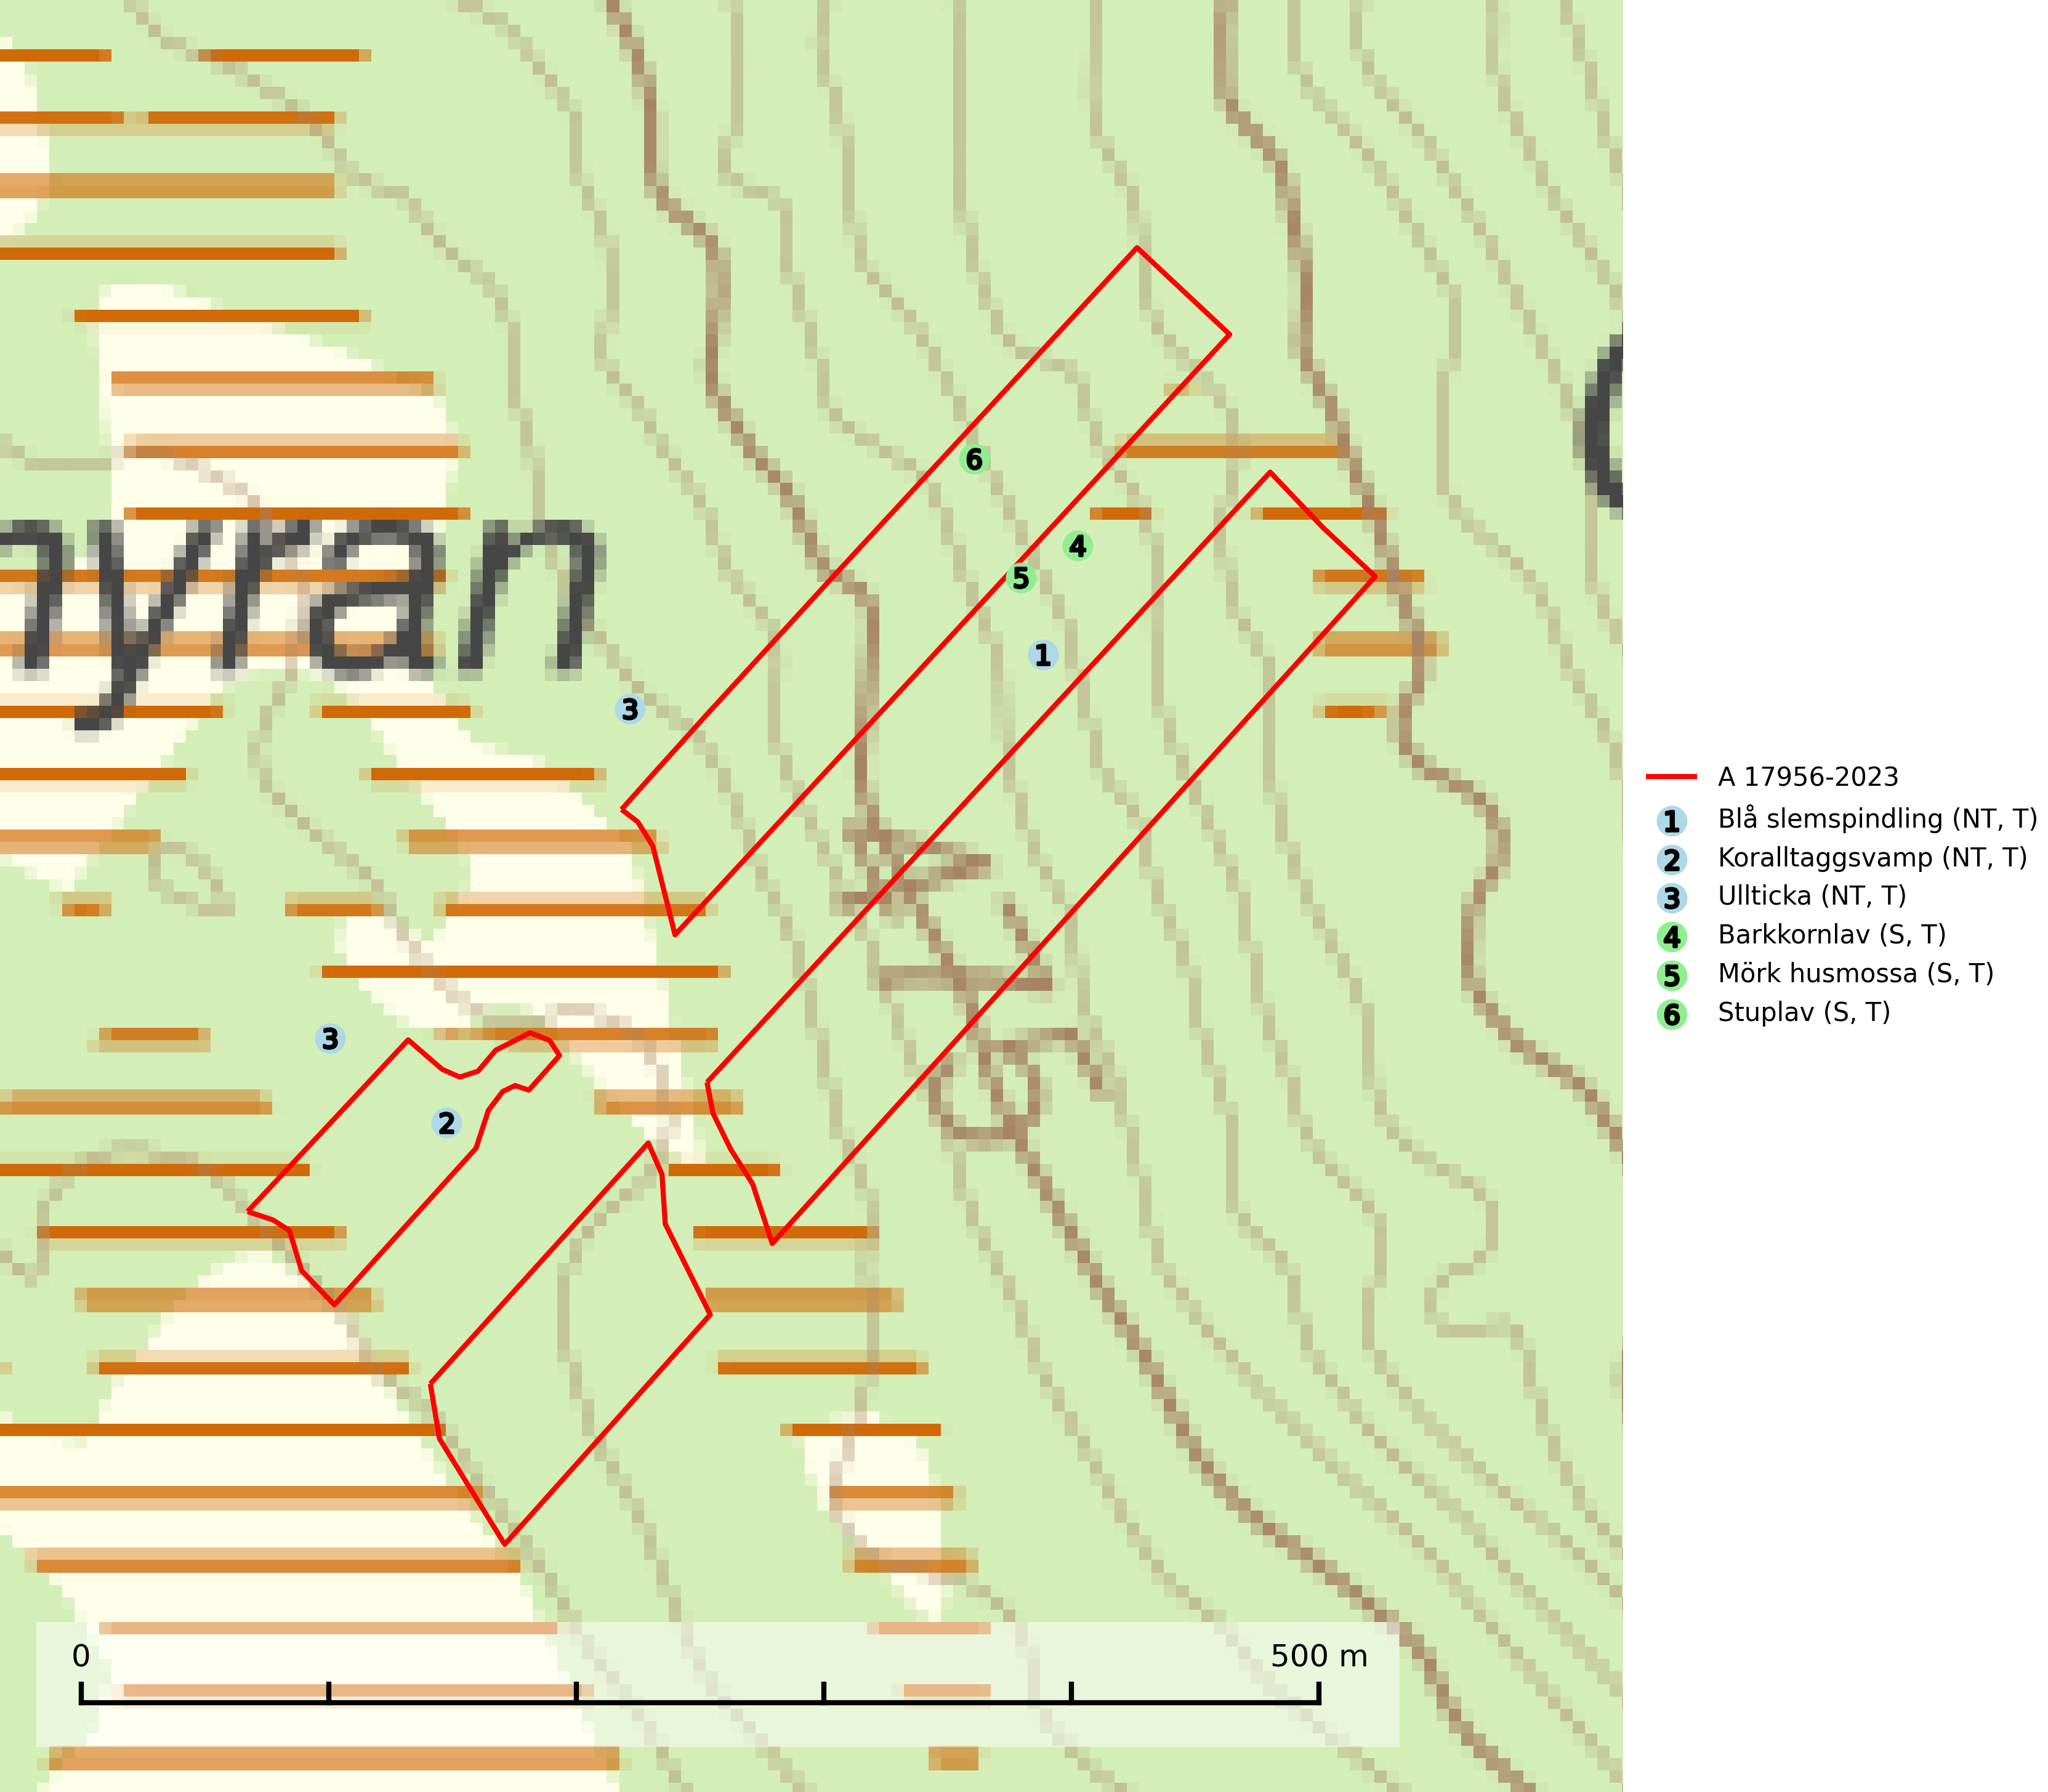 6
4
5
1
3
3
2
A 17956-2023
1 Blå slemspindling (NT, T)
2 Koralltaggsvamp (NT, T)
3 Ullticka (NT, T)
4 Barkkornlav (S, T)
5 Mörk husmossa (S, T)
6 Stuplav (S, T)
0 500 m